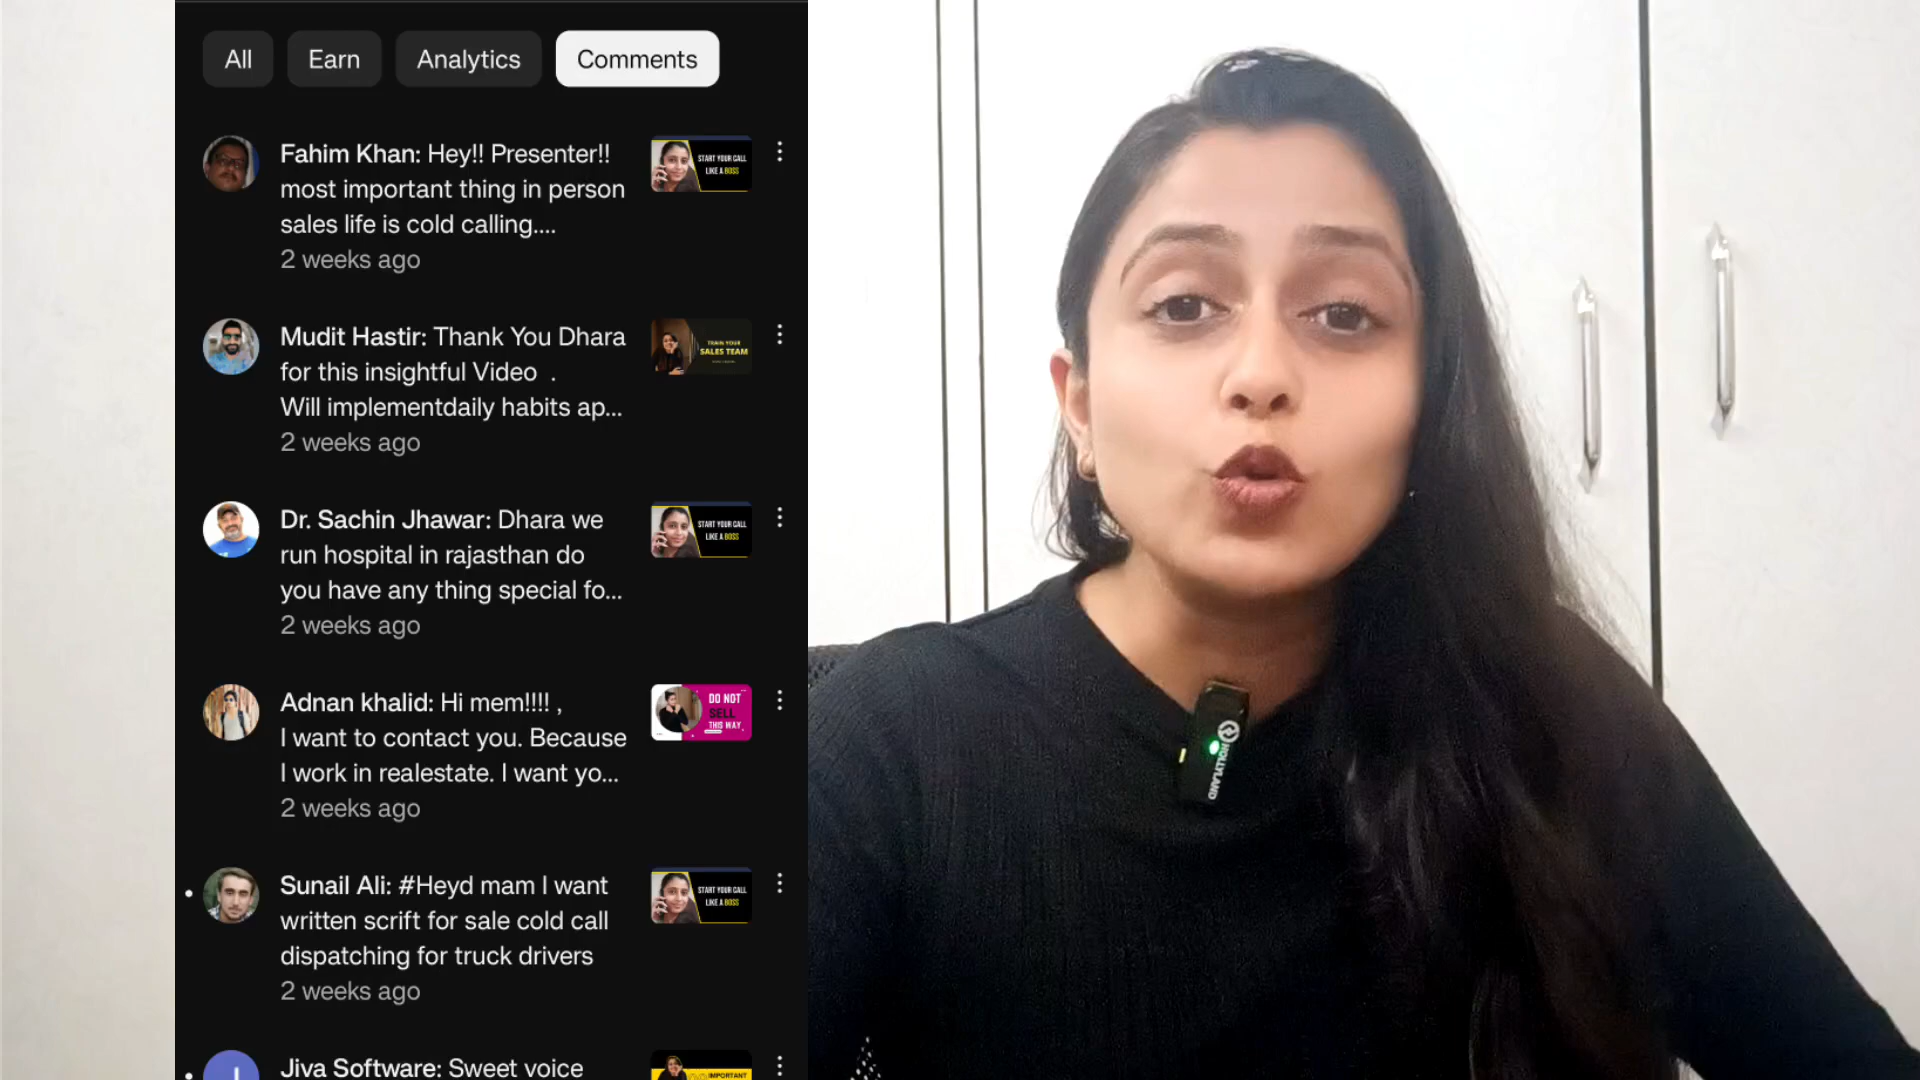 All
Earn
Analytics
Comments
Fahim Khan: Hey!! Presenter!!
most important thing in person
sales life is cold calling....
2 weeks ago
START YOUR CALL
LIKE A BOSS
Mudit Hastir: Thank You Dhara
for this insightful Video .
Will implementdaily habits ap...
2 weeks ago
TRAIN YOUR
SALES TEAM
Dr. Sachin Jhawar: Dhara we
run hospital in rajasthan do
you have any thing special fo...
2 weeks ago
START YOUR CALL
LIKE A BOSS
Adnan khalid: Hi mem!!!! ,
I want to contact you. Because
I work in realestate. I want yo...
2 weeks ago
DO NOT
SELL
THIS WAY
Sunail Ali: #Heyd mam I want
written scrift for sale cold call
dispatching for truck drivers
2 weeks ago
START YOUR CALL
LIKE A BOSS
Jiva Software: Sweet voice
J
IMPORTANT
HOLLYLAND